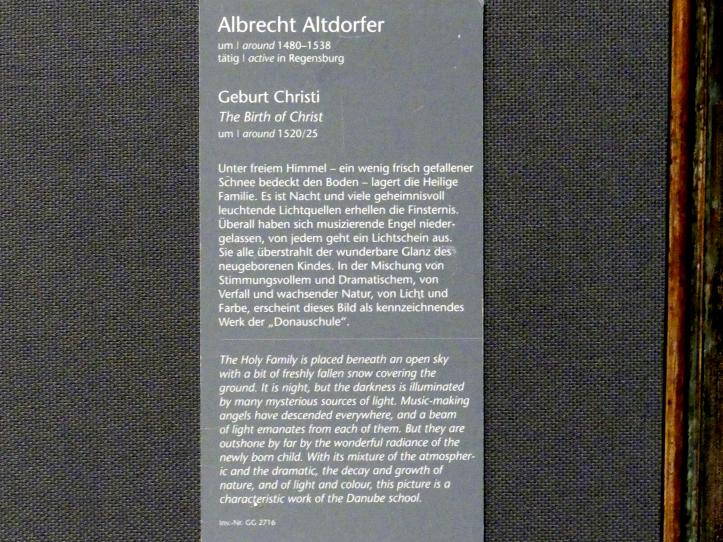 Albrecht Altdorfer
um | around 1480–1538
tätig | active in Regensburg
Geburt Christi
The Birth of Christ
um | around 1520/25
Unter freiem Himmel – ein wenig frisch gefallener
Schnee bedeckt den Boden – lagert die Heilige
Familie. Es ist Nacht und viele geheimnisvoll
leuchtende Lichtquellen erhellen die Finsternis.
Überall haben sich musizierende Engel nieder-
gelassen, von jedem geht ein Lichtschein aus.
Sie alle überstrahlt der wunderbare Glanz des
neugeborenen Kindes. In der Mischung von
Stimmungsvollem und Dramatischem, von
Verfall und wachsender Natur, von Licht und
Farbe, erscheint dieses Bild als kennzeichnendes
Werk der „Donauschule“.
The Holy Family is placed beneath an open sky
with a bit of freshly fallen snow covering the
ground. It is night, but the darkness is illuminated
by many mysterious sources of light. Music-making
angels have descended everywhere, and a beam
of light emanates from each of them. But they are
outshone by far by the wonderful radiance of the
newly born child. With its mixture of the atmospher-
ic and the dramatic, the decay and growth of
nature, and of light and colour, this picture is a
characteristic work of the Danube school.
Inv.-Nr. GG 2716